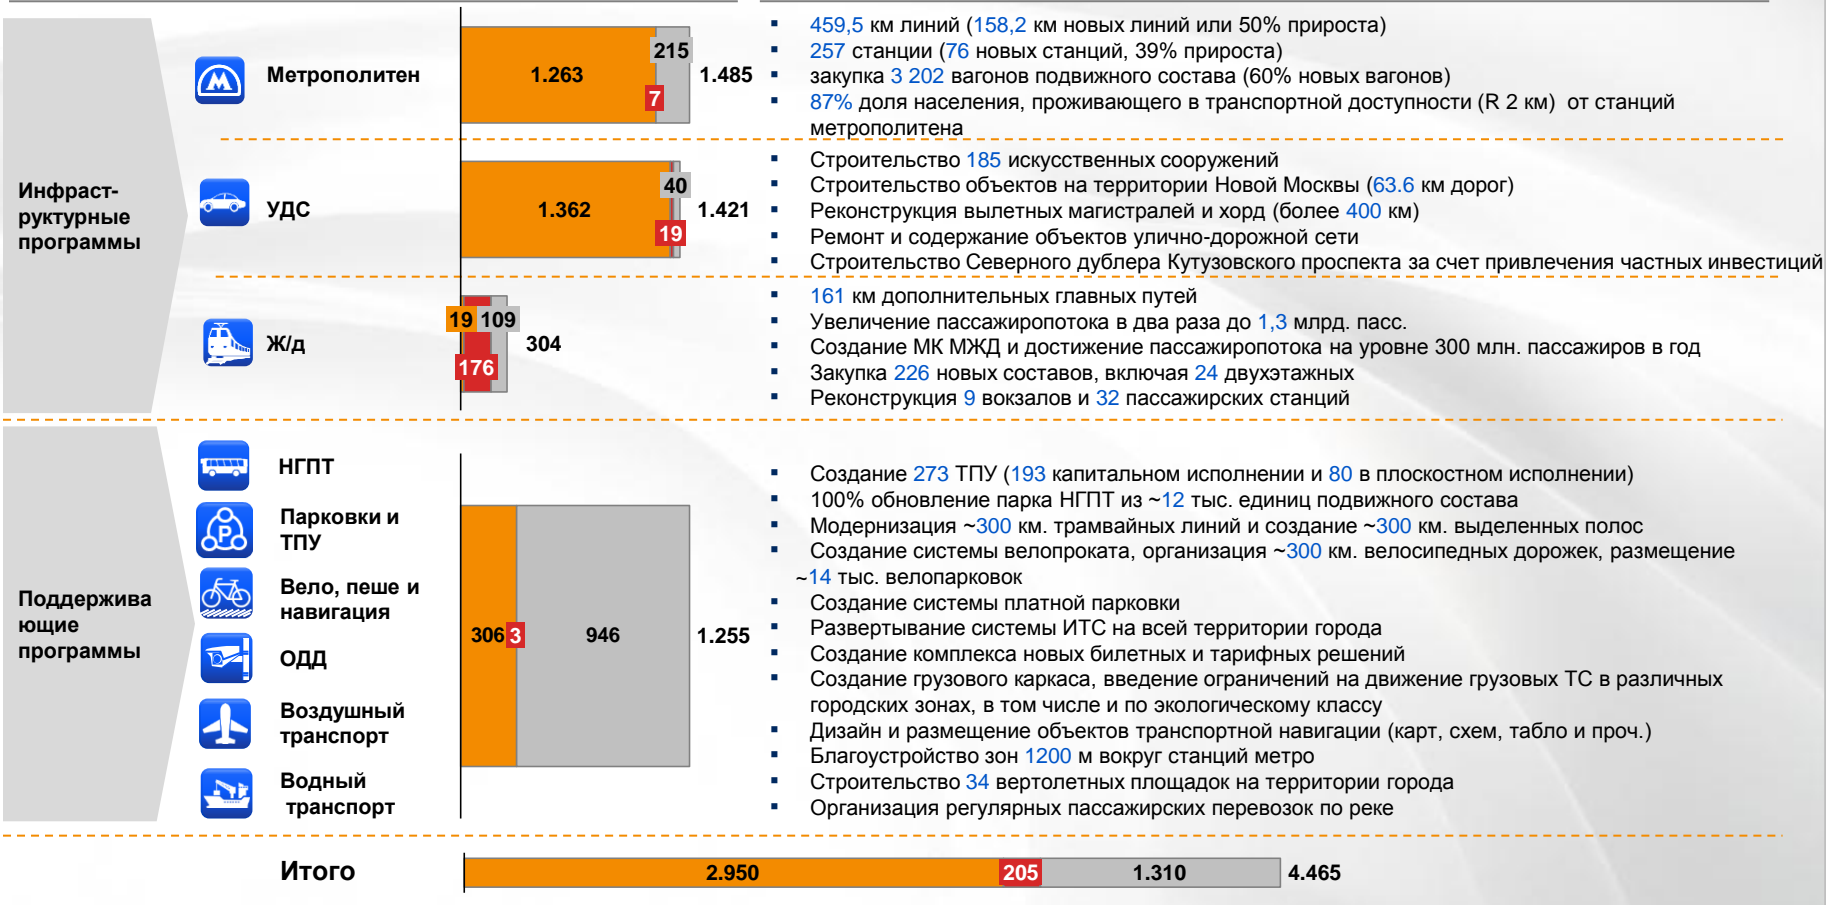 Инфраст-
руктурные
программы
Метрополитен
1.263
215
7
1.485
459,5 км линий (158,2 км новых линий или 50% прироста)
257 станции (76 новых станций, 39% прироста)
закупка 3 202 вагонов подвижного состава (60% новых вагонов)
87% доля населения, проживающего в транспортной доступности (R 2 км) от станций
метрополитена
УДС
1.362
40
19
1.421
Строительство 185 искусственных сооружений
Строительство объектов на территории Новой Москвы (63.6 км дорог)
Реконструкция вылетных магистралей и хорд (более 400 км)
Ремонт и содержание объектов улично-дорожной сети
Строительство Северного дублера Кутузовского проспекта за счет привлечения частных инвестиций
Ж/д
19
109
176
304
161 км дополнительных главных путей
Увеличение пассажиропотока в два раза до 1,3 млрд. пасс.
Создание МК МЖД и достижение пассажиропотока на уровне 300 млн. пассажиров в год
Закупка 226 новых составов, включая 24 двухэтажных
Реконструкция 9 вокзалов и 32 пассажирских станций
Поддержива
ющие
программы
НГПТ
Парковки и
ТПУ
P
Вело, пеше и
навигация
ОДД
Воздушный
транспорт
Водный
транспорт
306
3
946
1.255
Создание 273 ТПУ (193 капитальном исполнении и 80 в плоскостном исполнении)
100% обновление парка НГПТ из ~12 тыс. единиц подвижного состава
Модернизация ~300 км. трамвайных линий и создание ~300 км. выделенных полос
Создание системы велопроката, организация ~300 км. велосипедных дорожек, размещение
~14 тыс. велопарковок
Создание системы платной парковки
Развертывание системы ИТС на всей территории города
Создание комплекса новых билетных и тарифных решений
Создание грузового каркаса, введение ограничений на движение грузовых ТС в различных
городских зонах, в том числе и по экологическому классу
Дизайн и размещение объектов транспортной навигации (карт, схем, табло и проч.)
Благоустройство зон 1200 м вокруг станций метро
Строительство 34 вертолетных площадок на территории города
Организация регулярных пассажирских перевозок по реке
Итого
2.950
205
1.310
4.465